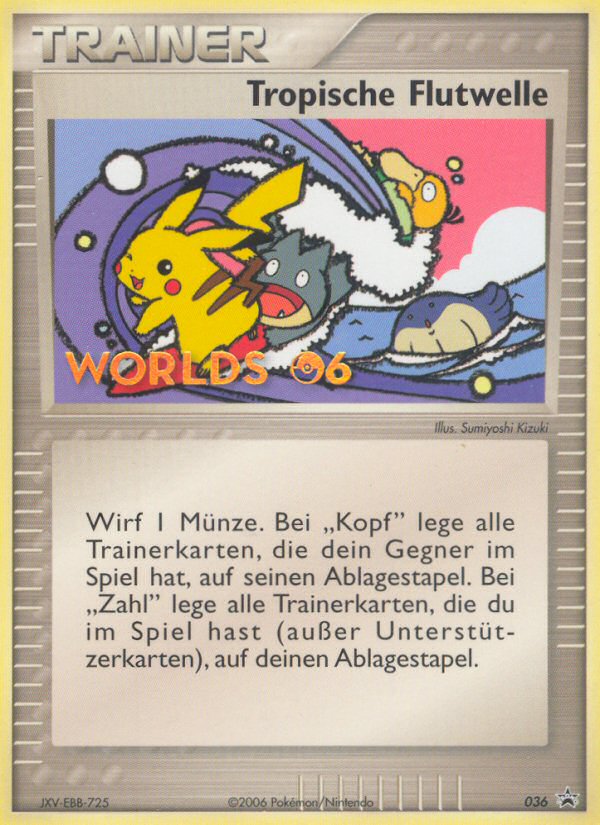 TRAINER
Tropische Flutwelle
WORLDS 06
Illus. Sumiyoshi Kizuki
Wirf 1 Münze. Bei „Kopf” lege alle
Trainerkarten, die dein Gegner im
Spiel hat, auf seinen Ablagestapel. Bei
„Zahl” lege alle Trainerkarten, die du
im Spiel hast (außer Unterstüt-
zerkarten), auf deinen Ablagestapel.
JXV-EBB-725
©2006 Pokémon/Nintendo
036